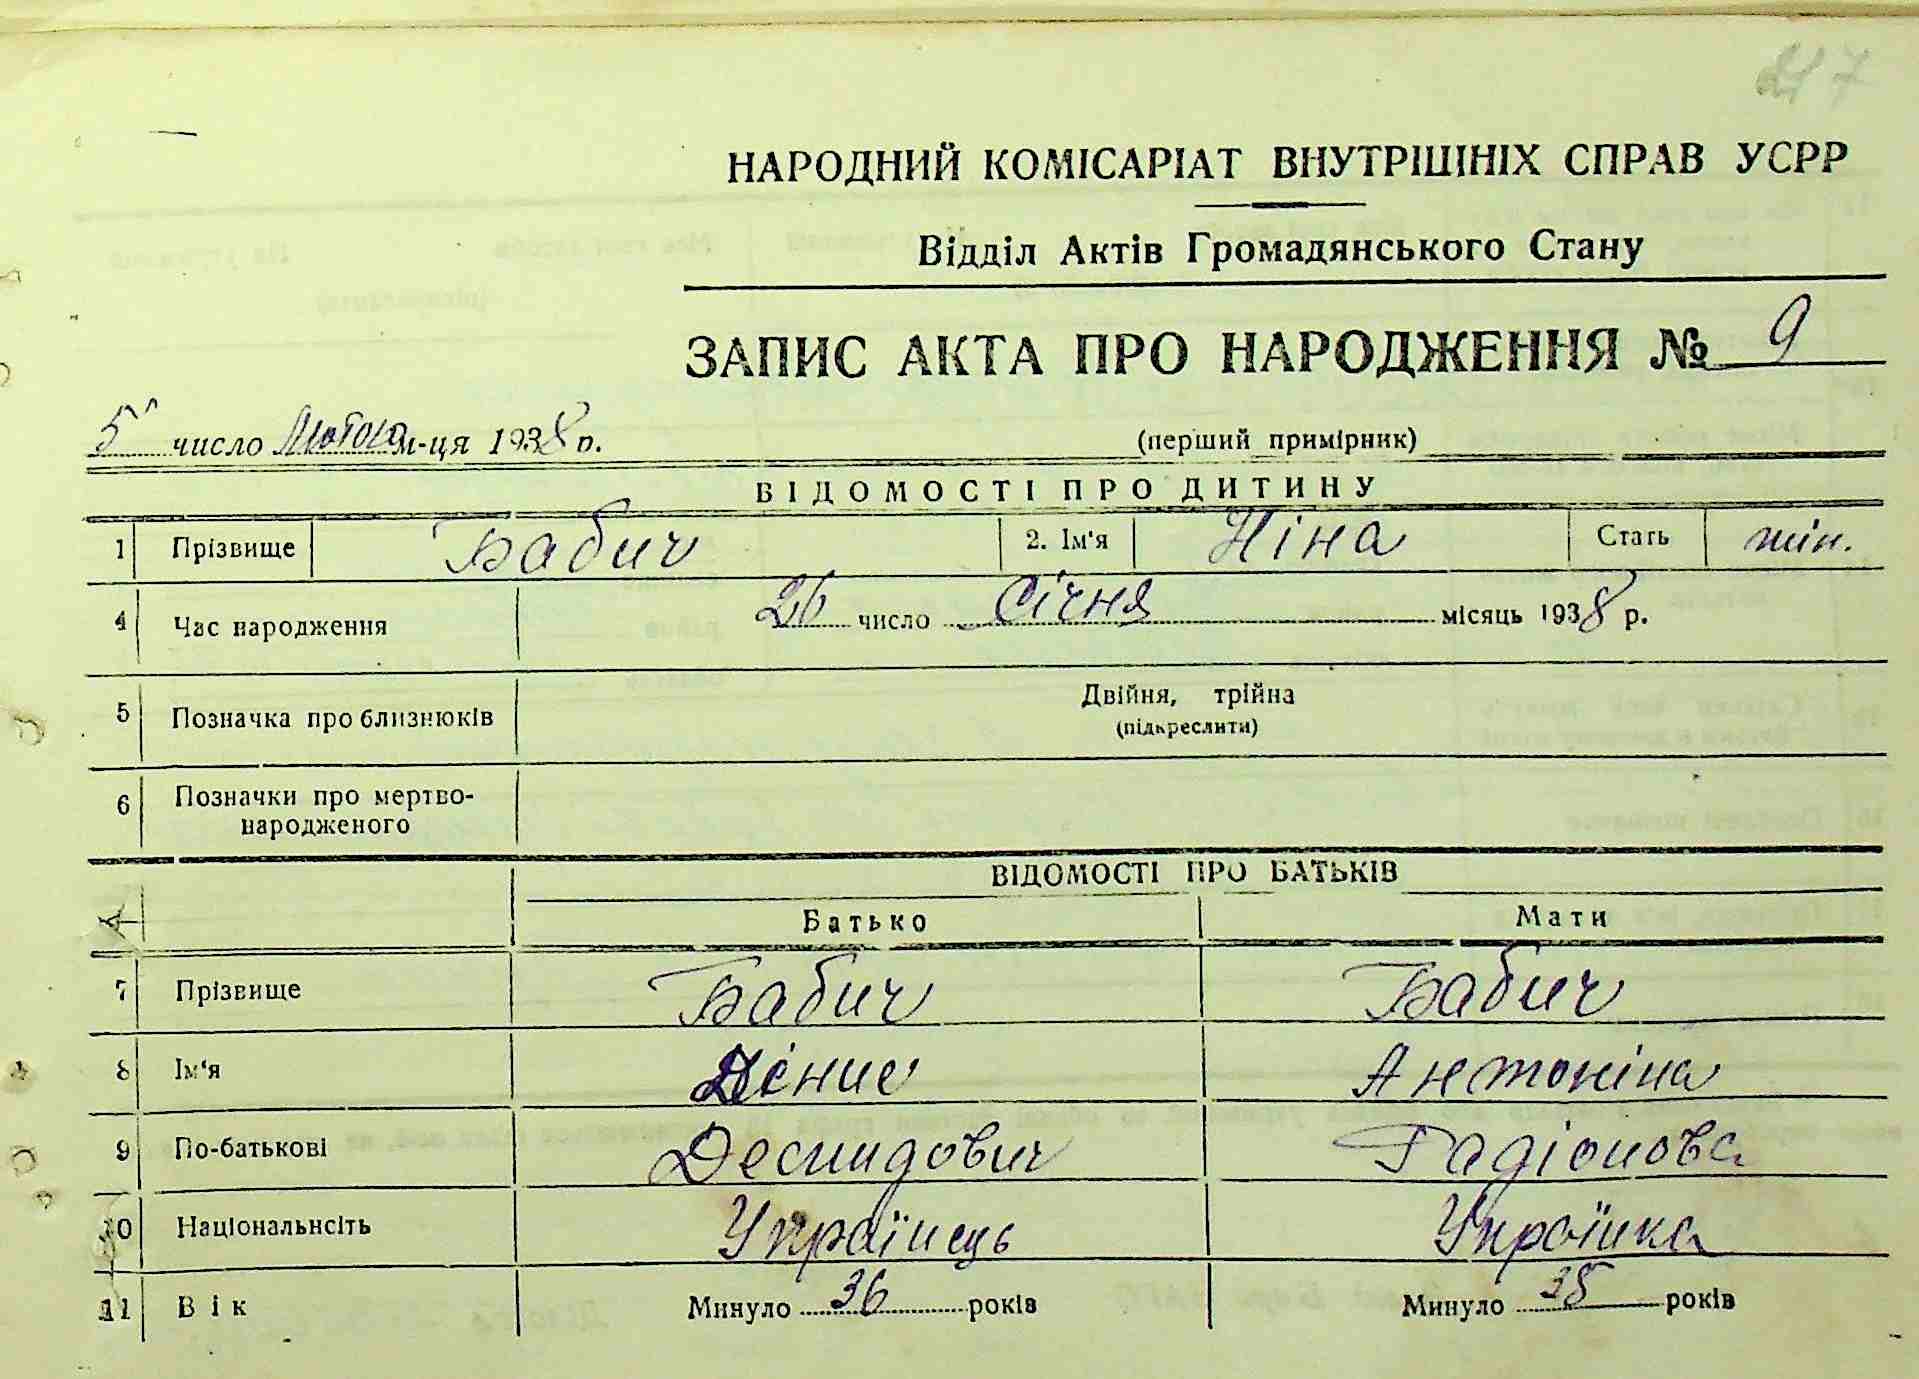 217
НАРОДНИЙ КОМІСАРІАТ ВНУТРІШНІХ СПРАВ УСРР
Відділ Актів Громадянського Стану
ЗАПИС АКТА ПРО НАРОДЖЕННЯ № 9
5 число Лютого м-ця 1938 р. (перший примірник)
ВІДОМОСТІ ПРО ДИТИНУ
1 Прізвище Бабич 2. Ім'я Ніна Стать жін.
4 Час народження 26 число Січня місяць 1938 р.
5 Позначка про близнюків Двійня, трійна
(підкреслити)
6 Позначки про мертво-
народженого
ВІДОМОСТІ ПРО БАТЬКІВ
А Батько Мати
7 Прізвище Бабич Бабич
8 Ім'я Денис Антоніна
9 По-батькові Демидович Радіонова
10 Національнсіть Українець Українка
11 Вік Минуло 36 років Минуло 35 років